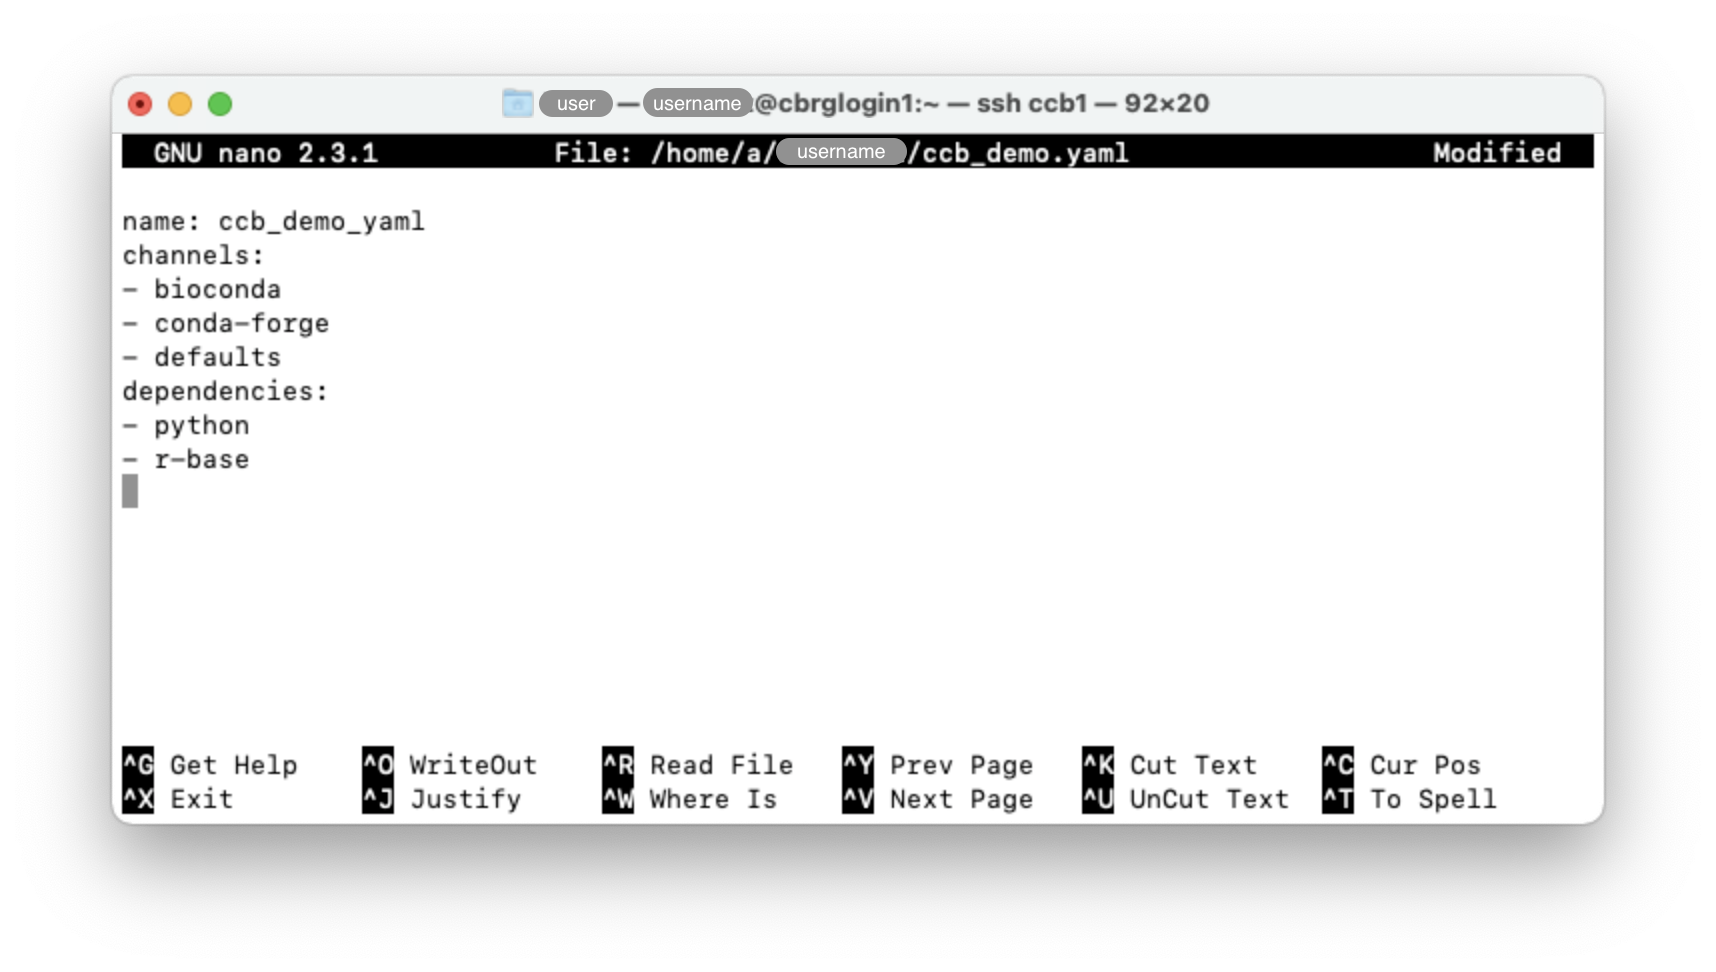 user — username @cbrglogin1:~ — ssh ccb1 — 92×20
GNU nano 2.3.1 File: /home/a/ username /ccb_demo.yaml Modified
name: ccb_demo_yaml
channels:
- bioconda
- conda-forge
- defaults
dependencies:
- python
- r-base
^G Get Help ^O WriteOut ^R Read File ^Y Prev Page ^K Cut Text ^C Cur Pos
^X Exit ^J Justify ^W Where Is ^V Next Page ^U UnCut Text ^T To Spell